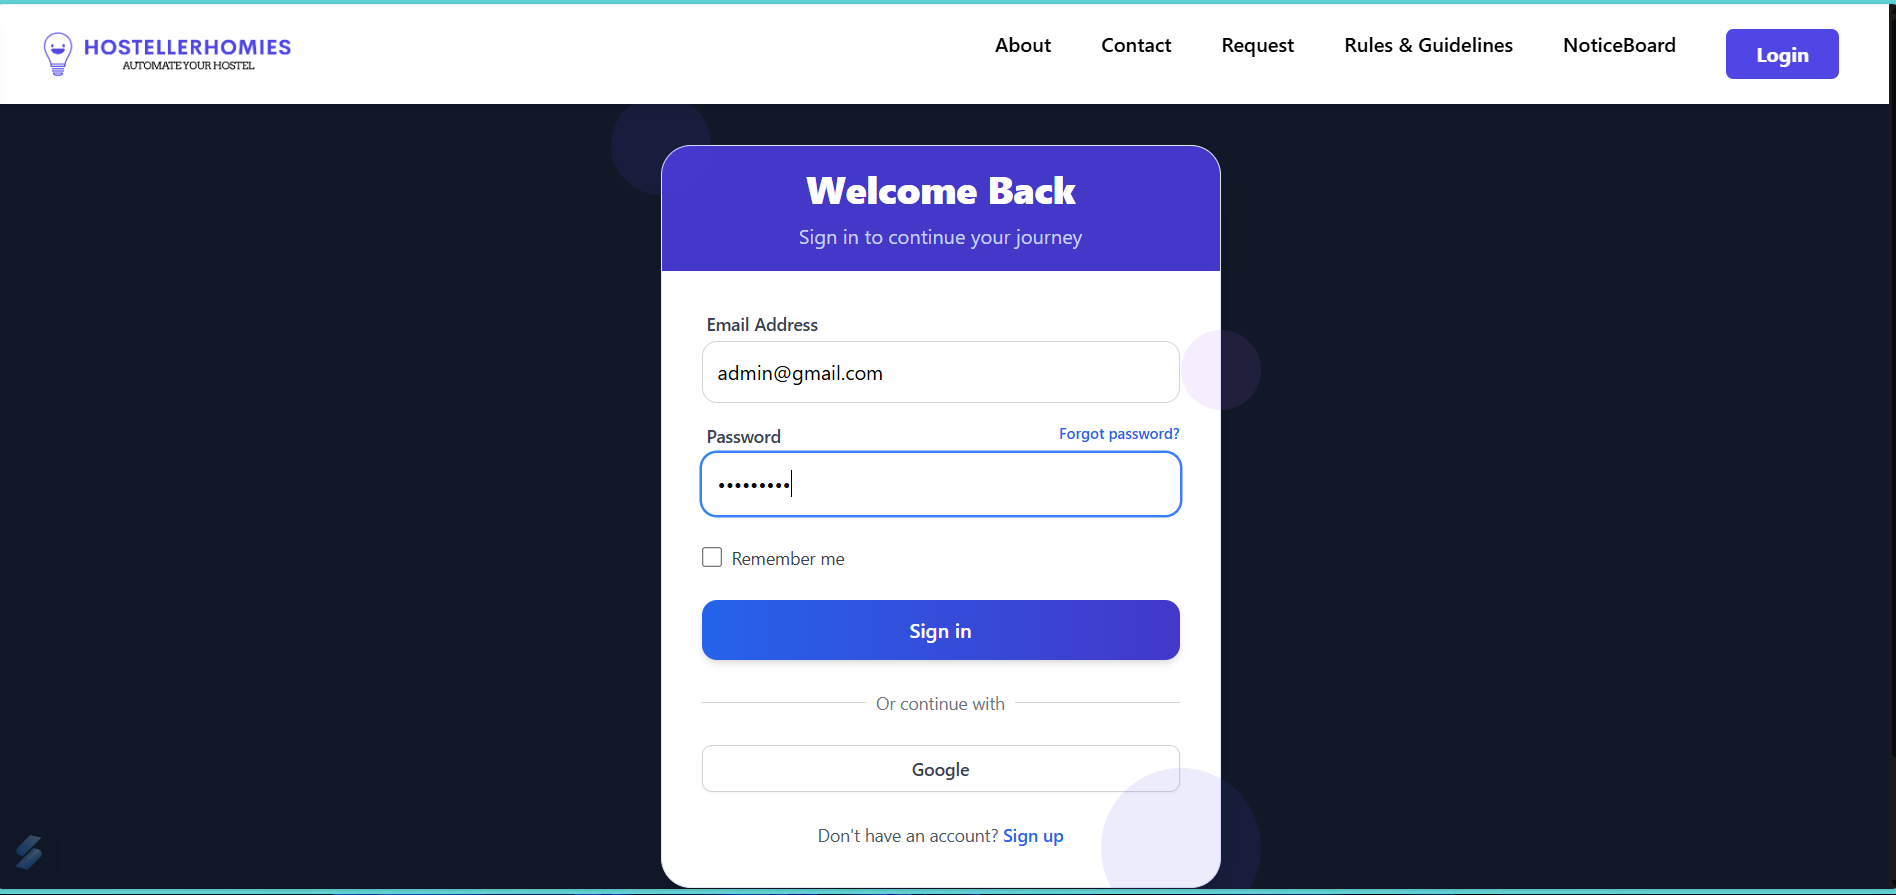 HOSTELLERHOMIES
AUTOMATE YOUR HOSTEL
About Contact Request Rules & Guidelines NoticeBoard Login
Welcome Back
Sign in to continue your journey
Email Address
admin@gmail.com
Password Forgot password?
•••••••••
Remember me
Sign in
Or continue with
Google
Don't have an account? Sign up